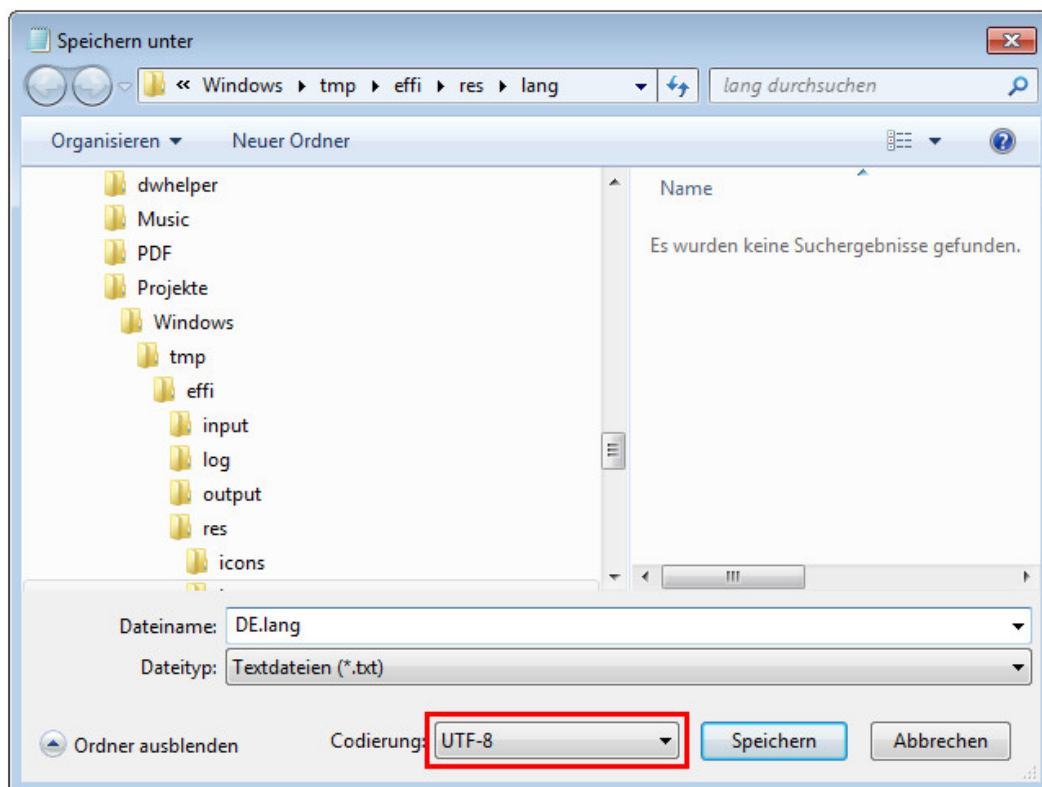 Speichern unter
« Windows tmp effi res lang
lang durchsuchen
Organisieren Neuer Ordner
dwhelper
Music
PDF
Projekte
Windows
tmp
effi
input
log
output
res
icons
Name
Es wurden keine Suchergebnisse gefunden.
Dateiname: DE.lang
Dateityp: Textdateien (*.txt)
Ordner ausblenden
Codierung: UTF-8
Speichern
Abbrechen